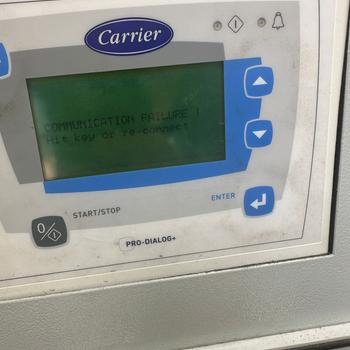 Carrier
COMMUNICATION FAILURE !
Hit key or re-connect
ENTER
START/STOP
PRO-DIALOG+